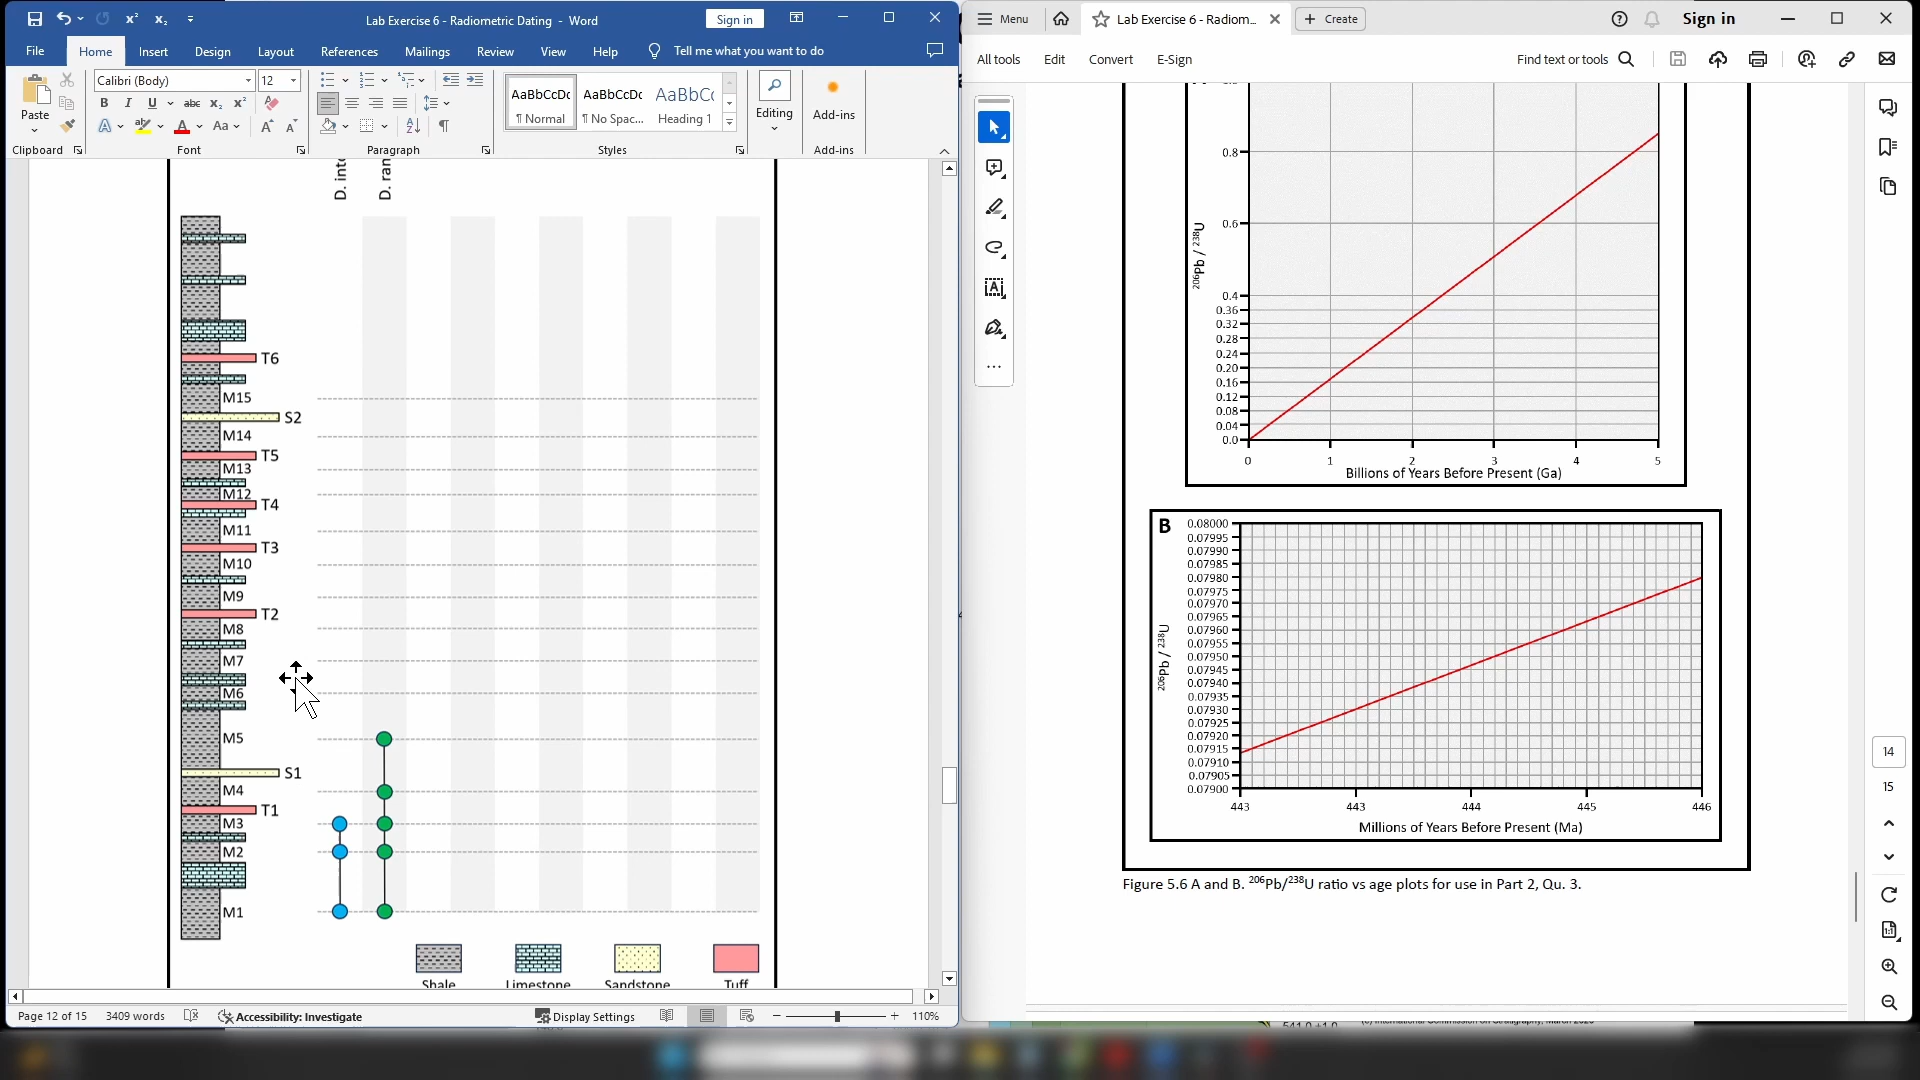 Lab Exercise 6 - Radiometric Dating - Word
Sign in
File Home Insert Design Layout References Mailings Review View Help Tell me what you want to do
Paste
Calibri (Body) 12
B I U abc x₂ x²
A A Aa A A
AaBbCcDc AaBbCcDc AaBbCc
¶ Normal ¶ No Spac... Heading 1
Editing
Add-ins
Clipboard Font Paragraph Styles Add-ins
D. inte
D. ran
T6
M15
S2
M14
T5
M13
M12
T4
M11
T3
M10
M9
T2
M8
M7
M6
M5
S1
M4
T1
M3
M2
M1
Shale Limestone Sandstone Tuff
Page 12 of 15 3409 words Accessibility: Investigate Display Settings 110%
Menu Lab Exercise 6 - Radiom... Create Sign in
All tools Edit Convert E-Sign Find text or tools
0.8
0.6
²⁰⁶Pb / ²³⁸U
0.4
0.36
0.32
0.28
0.24
0.20
0.16
0.12
0.08
0.04
0.0
0 1 2 3 4 5
Billions of Years Before Present (Ga)
B
0.08000
0.07995
0.07990
0.07985
0.07980
0.07975
0.07970
0.07965
0.07960
0.07955
0.07950
0.07945
0.07940
0.07935
0.07930
0.07925
0.07920
0.07915
0.07910
0.07905
0.07900
²⁰⁶Pb / ²³⁸U
443 443 444 445 446
Millions of Years Before Present (Ma)
Figure 5.6 A and B. ²⁰⁶Pb/²³⁸U ratio vs age plots for use in Part 2, Qu. 3.
14
15